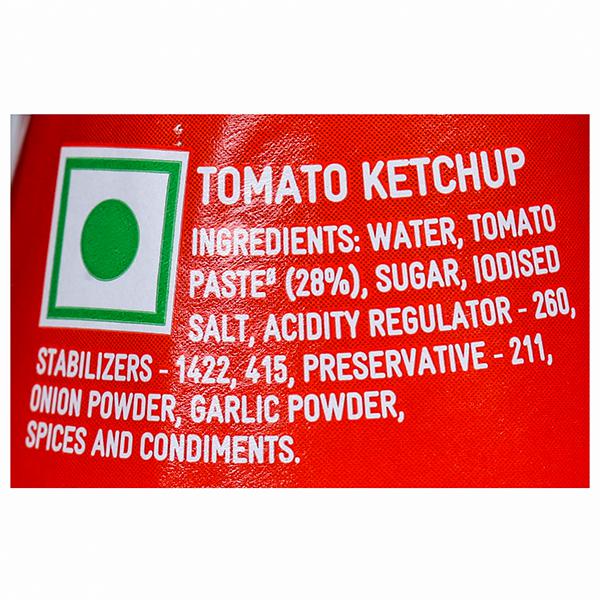 TOMATO KETCHUP
INGREDIENTS: WATER, TOMATO
PASTEØ (28%), SUGAR, IODISED
SALT, ACIDITY REGULATOR - 260,
STABILIZERS - 1422, 415, PRESERVATIVE - 211,
ONION POWDER, GARLIC POWDER,
SPICES AND CONDIMENTS.